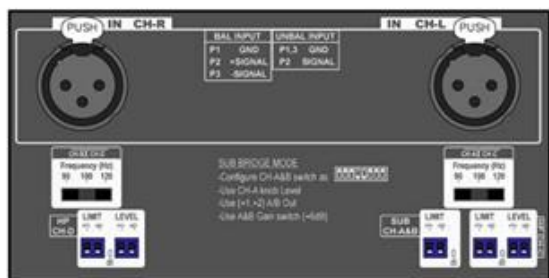 PUSH
IN CH-R
IN CH-L
PUSH
BAL INPUT
UNBAL INPUT
P1 GND
P1,3 GND
P2 +SIGNAL
P2 SIGNAL
P3 -SIGNAL
Frequency (Hz)
90 100 120
SUB BRIDGE MODE
-Configure CH-A&B switch as
-Use CH-A knob Level
-Use (+1,+2) A/B Out
-Use A&B Gain switch (+6dB)
Frequency (Hz)
90 100 120
HP
CH-D
LIMIT
LEVEL
SUB
CH-A&B
LIMIT
LIMIT
LEVEL